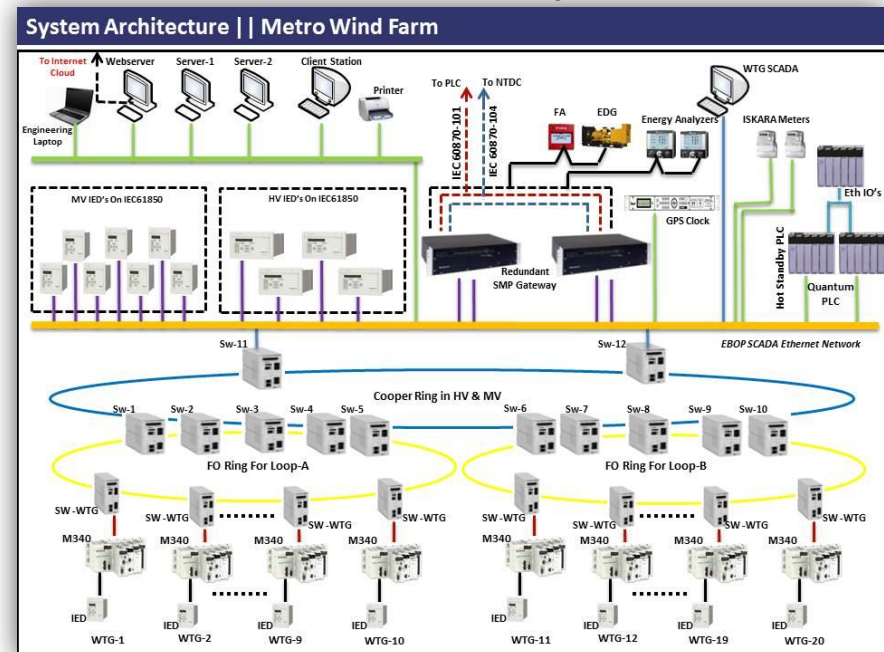 System Architecture || Metro Wind Farm
To Internet
Cloud
Webserver
Server-1
Server-2
Client Station
Printer
Engineering
Laptop
To PLC
To NTDC
IEC 60870-101
IEC 60870-104
FA
EDG
Energy Analyzers
WTG SCADA
ISKARA Meters
Eth IO's
MV IED's On IEC61850
HV IED's On IEC61850
GPS Clock
Redundant
SMP Gateway
Hot Standby PLC
Quantum
PLC
Sw-11
Sw-12
EBOP SCADA Ethernet Network
Cooper Ring in HV & MV
Sw-1
Sw-2
Sw-3
Sw-4
Sw-5
Sw-6
Sw-7
Sw-8
Sw-9
Sw-10
FO Ring For Loop-A
FO Ring For Loop-B
SW -WTG
SW -WTG
SW -WTG
SW -WTG
SW -WTG
SW -WTG
SW -WTG
SW -WTG
M340
M340
M340
M340
M340
M340
M340
M340
IED
IED
IED
IED
IED
IED
IED
IED
WTG-1
WTG-2
WTG-9
WTG-10
WTG-11
WTG-12
WTG-19
WTG-20